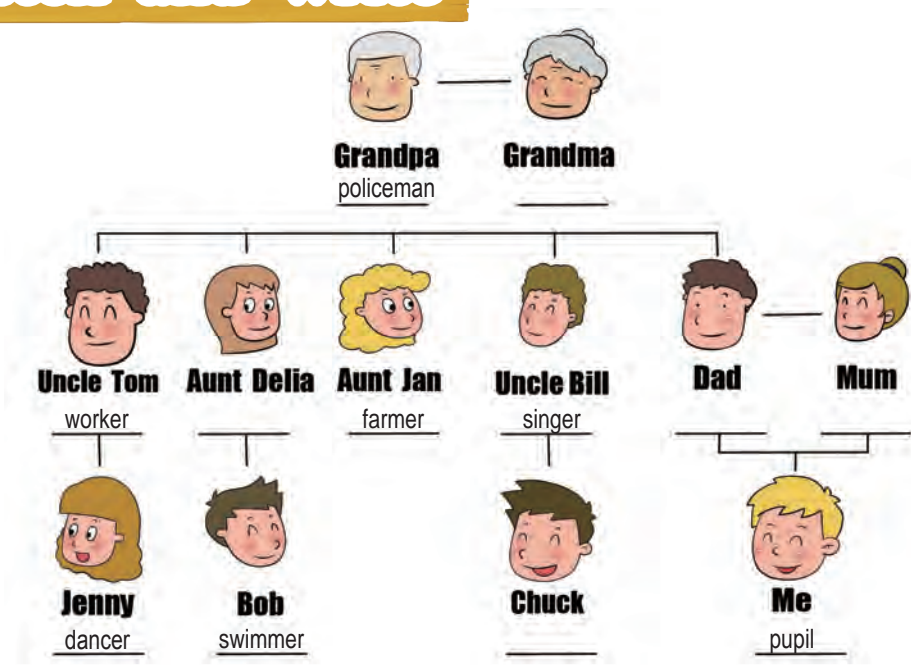 Grandpa Grandma
policeman
Uncle Tom Aunt Delia Aunt Jan Uncle Bill Dad Mum
worker farmer singer
Jenny Bob Chuck Me
dancer swimmer pupil